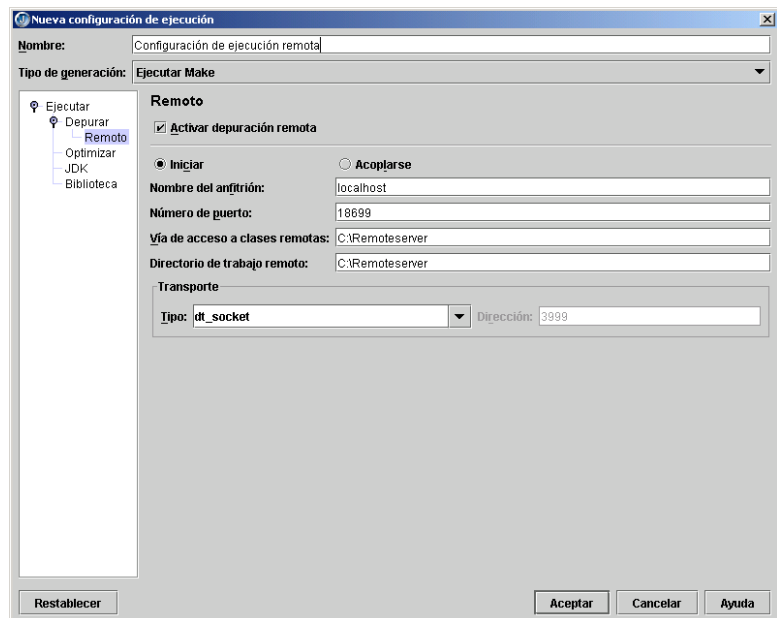 Nueva configuración de ejecución
Nombre: Configuración de ejecución remota
Tipo de generación: Ejecutar Make
Ejecutar
Depurar
Remoto
Optimizar
JDK
Biblioteca
Remoto
Activar depuración remota
Iniciar Acoplarse
Nombre del anfitrión: localhost
Número de puerto: 18699
Vía de acceso a clases remotas: C:\Remoteserver
Directorio de trabajo remoto: C:\Remoteserver
Transporte
Tipo: dt_socket Dirección: 3999
Restablecer Aceptar Cancelar Ayuda